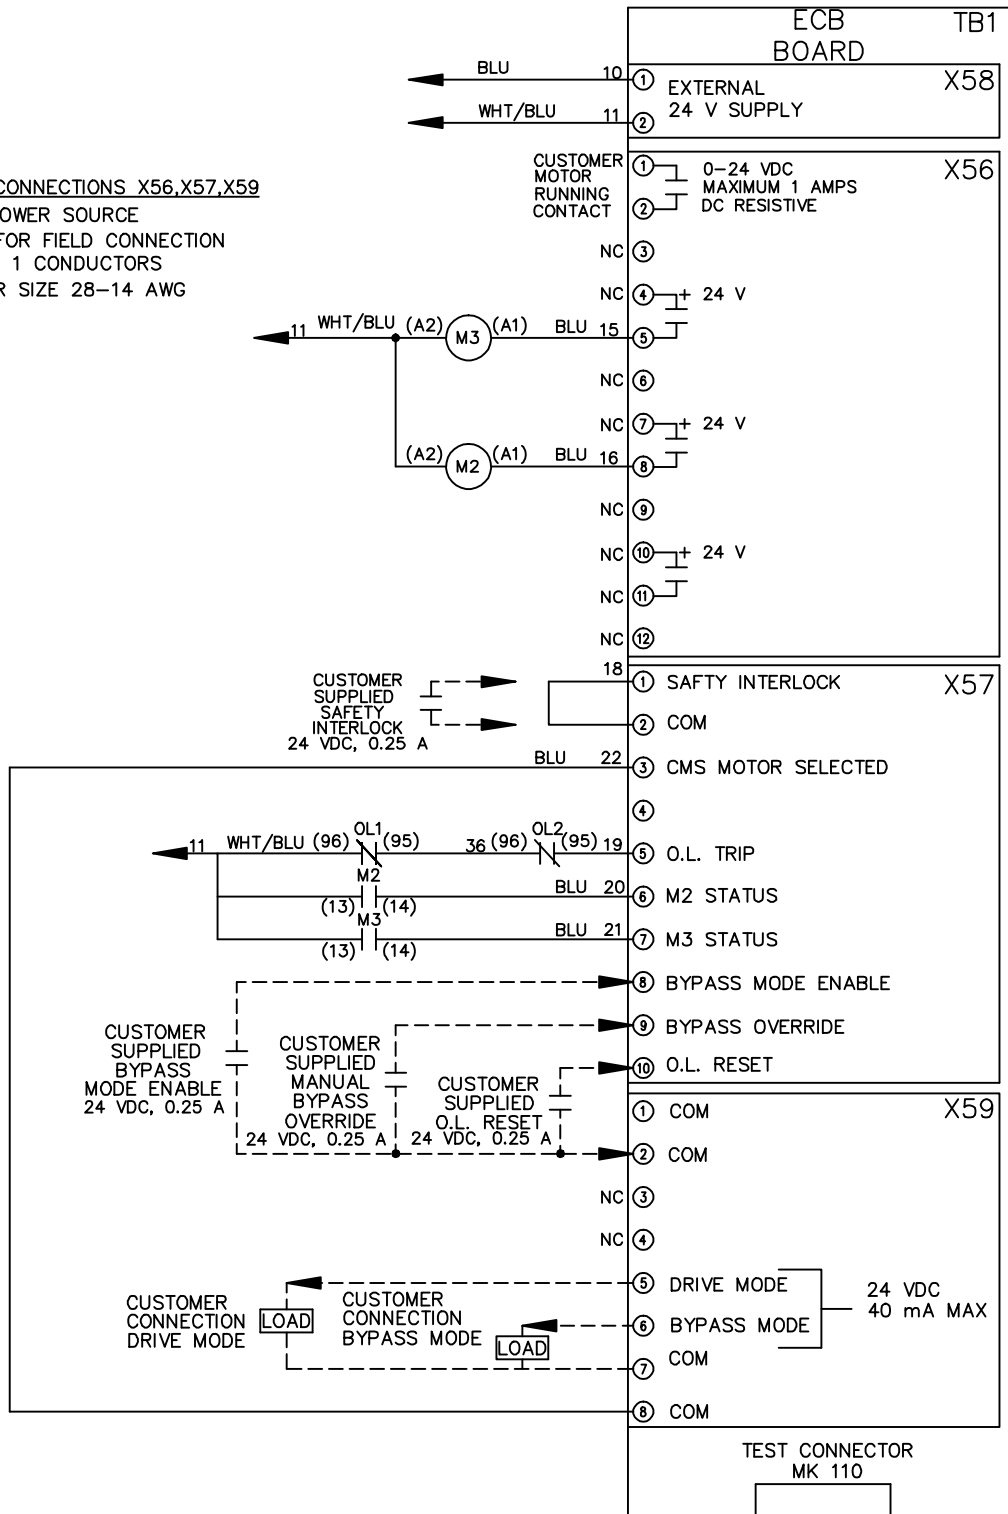 ECB TB1
BOARD
BLU 10 1 EXTERNAL X58
24 V SUPPLY
WHT/BLU 11 2
CONNECTIONS X56,X57,X59
OWER SOURCE
FOR FIELD CONNECTION
1 CONDUCTORS
R SIZE 28-14 AWG
CUSTOMER
MOTOR
RUNNING
CONTACT
1 0-24 VDC X56
MAXIMUM 1 AMPS
2 DC RESISTIVE
NC 3
NC 4 + 24 V
11 WHT/BLU (A2) M3 (A1) BLU 15 5
NC 6
NC 7 + 24 V
(A2) M2 (A1) BLU 16 8
NC 9
NC 10 + 24 V
NC 11
NC 12
CUSTOMER
SUPPLIED
SAFETY
INTERLOCK
24 VDC, 0.25 A
18 1 SAFTY INTERLOCK X57
2 COM
BLU 22 3 CMS MOTOR SELECTED
4
11 WHT/BLU (96) OL1 (95) 36 (96) OL2 (95) 19 5 O.L. TRIP
M2
(13) (14) BLU 20 6 M2 STATUS
M3
(13) (14) BLU 21 7 M3 STATUS
8 BYPASS MODE ENABLE
9 BYPASS OVERRIDE
10 O.L. RESET
CUSTOMER
SUPPLIED
BYPASS
MODE ENABLE
24 VDC, 0.25 A
CUSTOMER
SUPPLIED
MANUAL
BYPASS
OVERRIDE
24 VDC, 0.25 A
CUSTOMER
SUPPLIED
O.L. RESET
24 VDC, 0.25 A
1 COM X59
2 COM
NC 3
NC 4
5 DRIVE MODE
6 BYPASS MODE
24 VDC
40 mA MAX
7 COM
8 COM
CUSTOMER
CONNECTION
DRIVE MODE
LOAD
CUSTOMER
CONNECTION
BYPASS MODE
LOAD
TEST CONNECTOR
MK 110